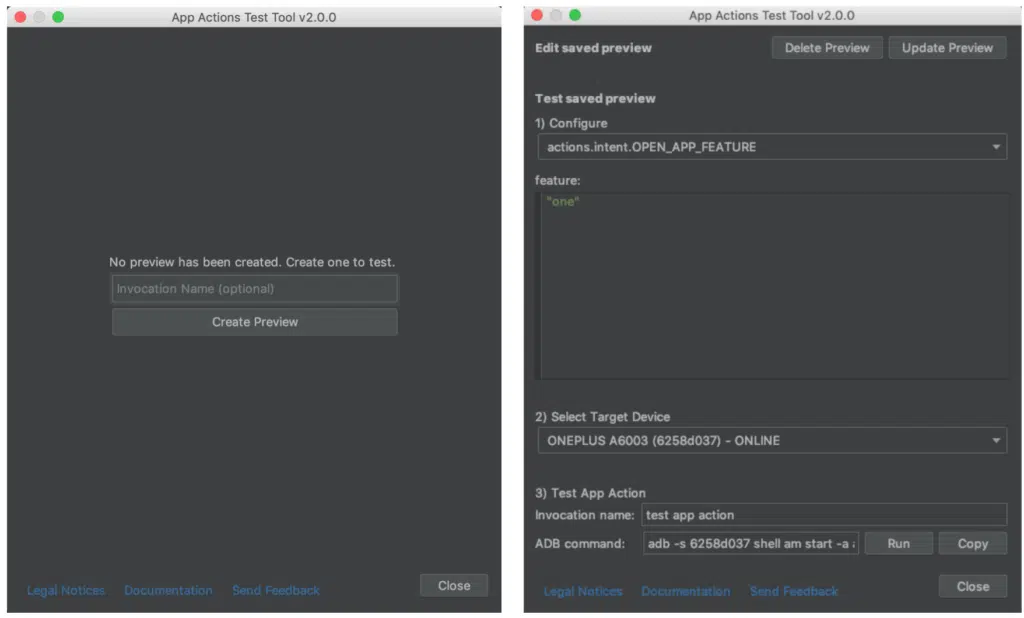 App Actions Test Tool v2.0.0
No preview has been created. Create one to test.
Invocation Name (optional)
Create Preview
Legal Notices Documentation Send Feedback Close
App Actions Test Tool v2.0.0
Edit saved preview Delete Preview Update Preview
Test saved preview
1) Configure
actions.intent.OPEN_APP_FEATURE
feature:
"one"
2) Select Target Device
ONEPLUS A6003 (6258d037) - ONLINE
3) Test App Action
Invocation name: test app action
ADB command: adb -s 6258d037 shell am start -a Run Copy
Legal Notices Documentation Send Feedback Close